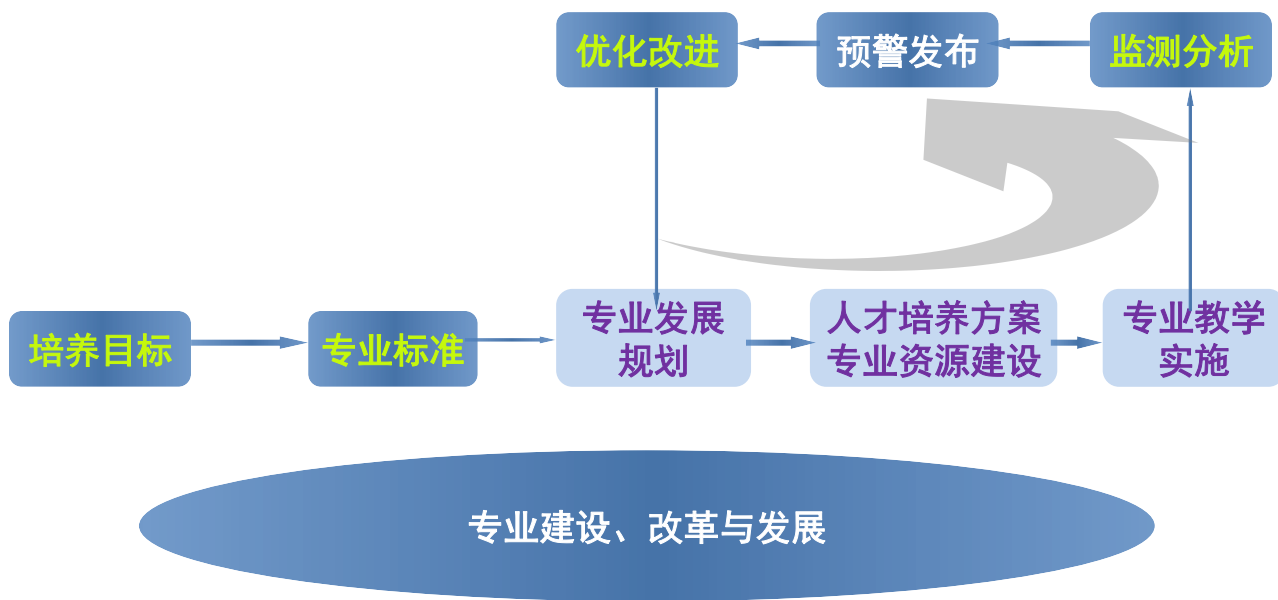 优化改进
预警发布
监测分析
培养目标
专业标准
专业发展
规划
人才培养方案
专业资源建设
专业教学
实施
专业建设、改革与发展